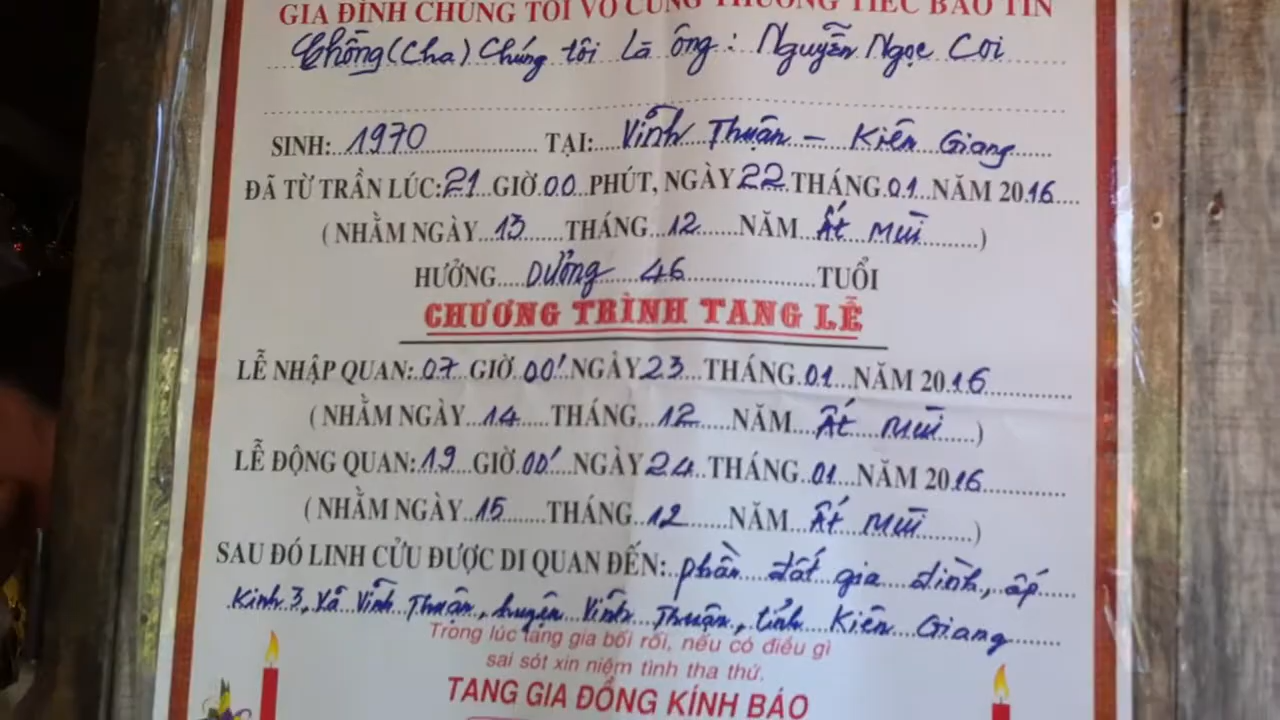 GIA ĐÌNH CHÚNG TÔI VÔ CÙNG THƯƠNG TIẾC BÁO TIN
Chồng (Cha) Chúng tôi Là ông: Nguyễn Ngọc Coi
SINH: 1970 TẠI: Vĩnh Thuận - Kiên Giang
ĐÃ TỪ TRẦN LÚC: 21 GIỜ 00 PHÚT, NGÀY 22 THÁNG 01 NĂM 2016
( NHẰM NGÀY 13 THÁNG 12 NĂM Ất Mùi )
HƯỞNG Dương 46 TUỔI
CHƯƠNG TRÌNH TANG LỄ
LỄ NHẬP QUAN: 07 GIỜ 00' NGÀY 23 THÁNG 01 NĂM 2016
( NHẰM NGÀY 14 THÁNG 12 NĂM Ất Mùi )
LỄ ĐỘNG QUAN: 19 GIỜ 00' NGÀY 24 THÁNG 01 NĂM 2016
( NHẰM NGÀY 15 THÁNG 12 NĂM Ất Mùi )
SAU ĐÓ LINH CỬU ĐƯỢC DI QUAN ĐẾN: phần đất gia đình, ấp
Kinh 3, Xã Vĩnh Thuận, huyện Vĩnh Thuận, tỉnh Kiên Giang
Trong lúc tang gia bối rối, nếu có điều gì
sai sót xin niệm tình tha thứ.
TANG GIA ĐỒNG KÍNH BÁO